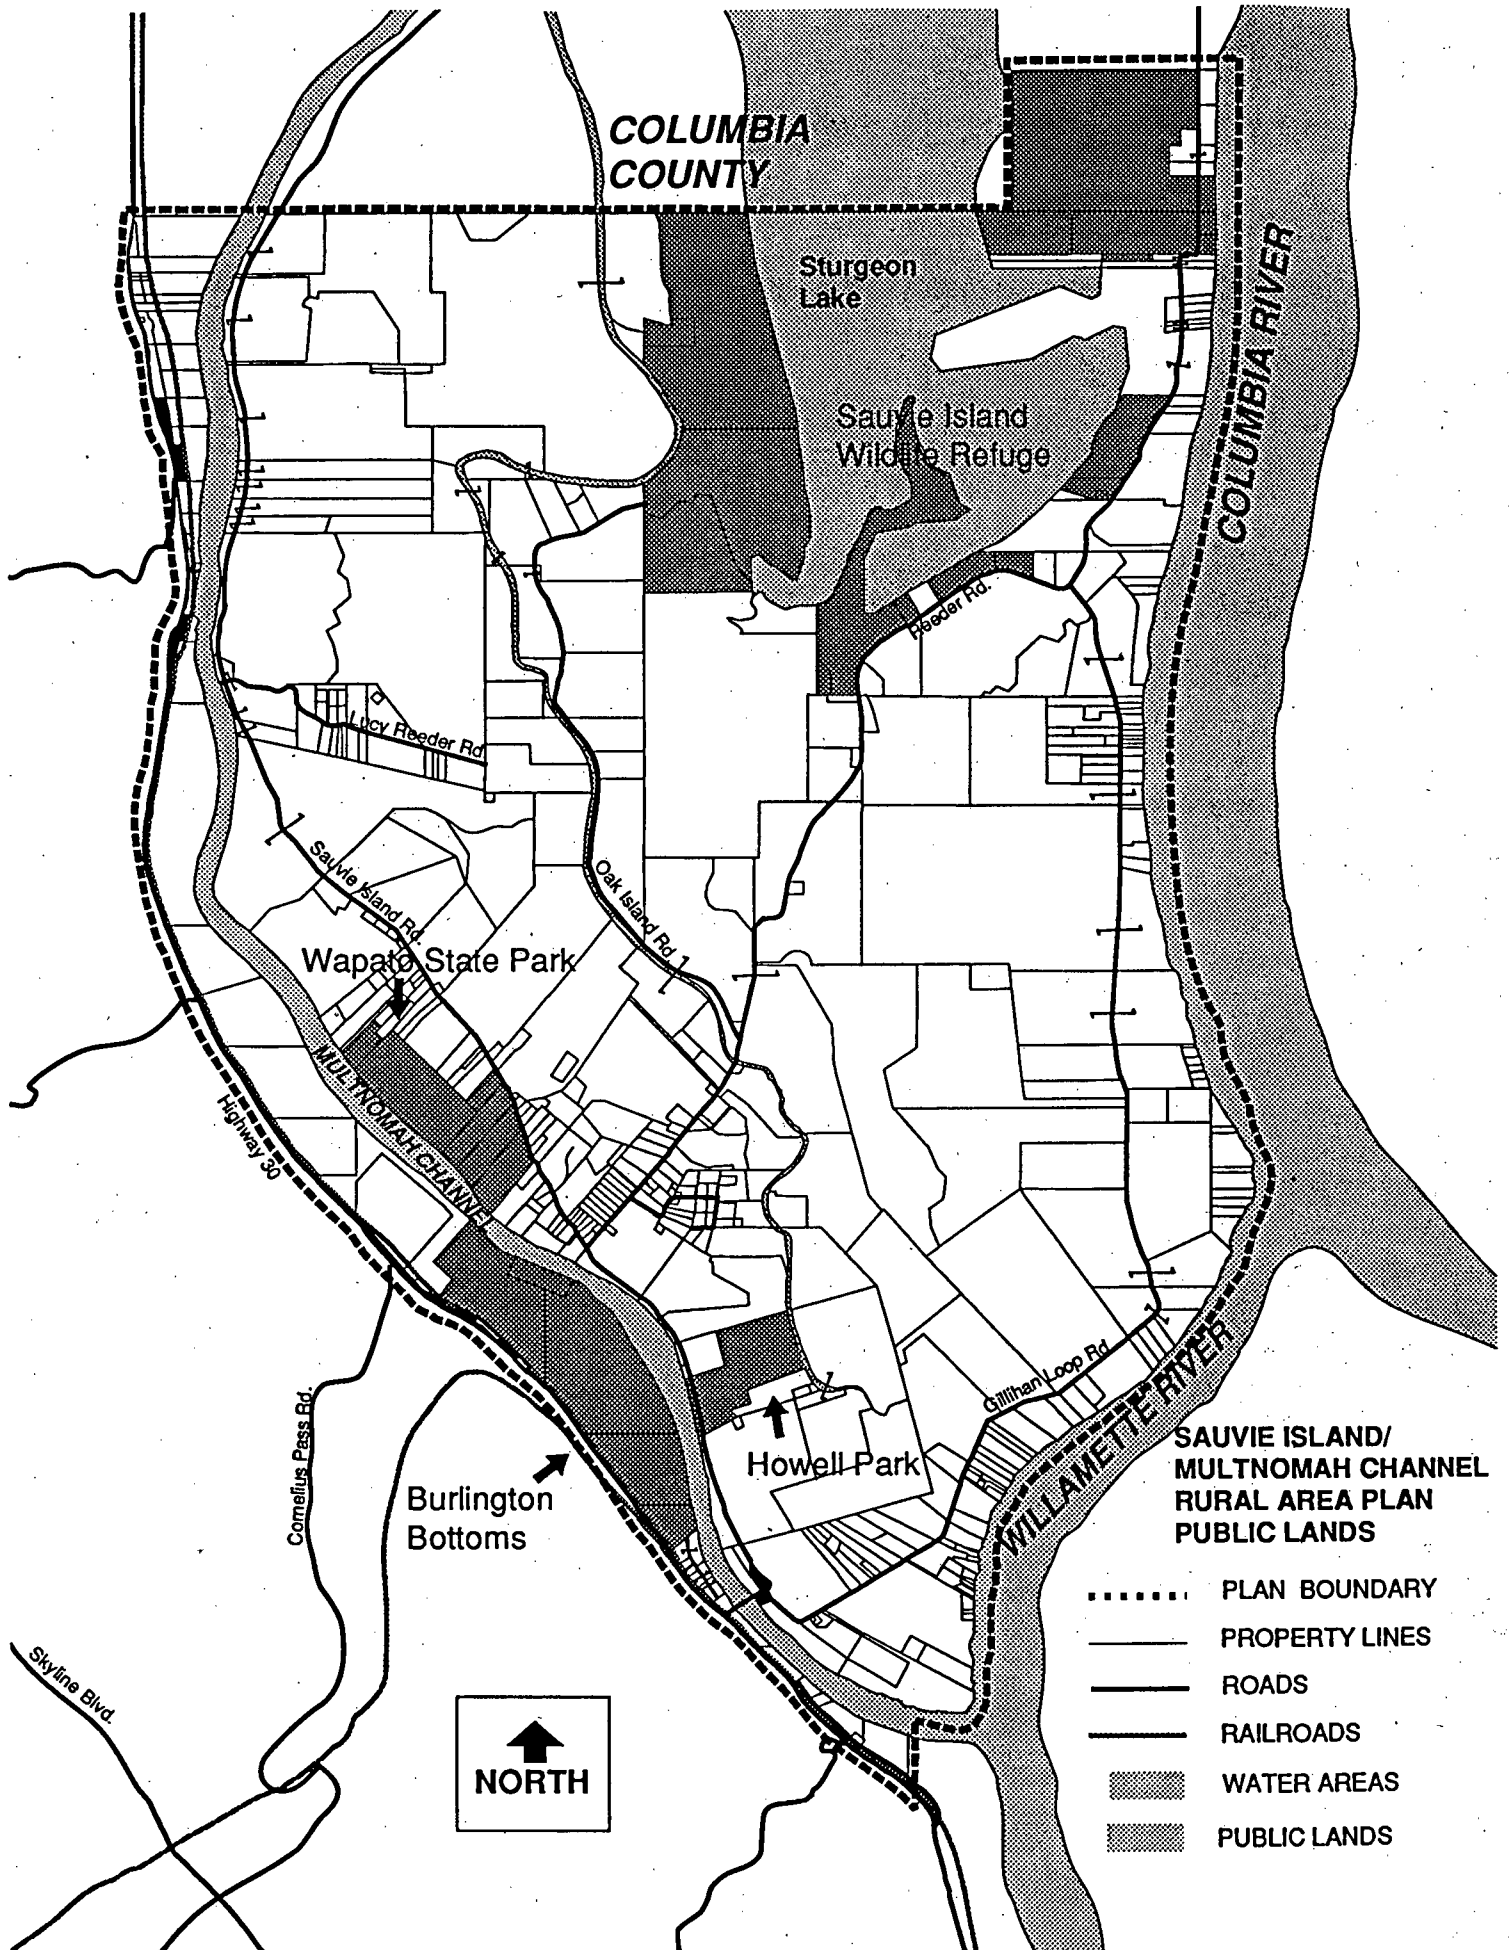 COLUMBIA
COUNTY
Sturgeon
Lake
COLUMBIA RIVER
Sauvie Island
Wildlife Refuge
Reeder Rd.
Lucy Reeder Rd
Sauvie Island Rd.
Oak Island Rd
Wapato State Park
MULTNOMAH CHANNEL
Highway 30
Gillihan Loop Rd
WILLAMETTE RIVER
Cornelius Pass Rd.
Howell Park
Burlington
Bottoms
Skyline Blvd.
NORTH
SAUVIE ISLAND/
MULTNOMAH CHANNEL
RURAL AREA PLAN
PUBLIC LANDS
PLAN BOUNDARY
PROPERTY LINES
ROADS
RAILROADS
WATER AREAS
PUBLIC LANDS